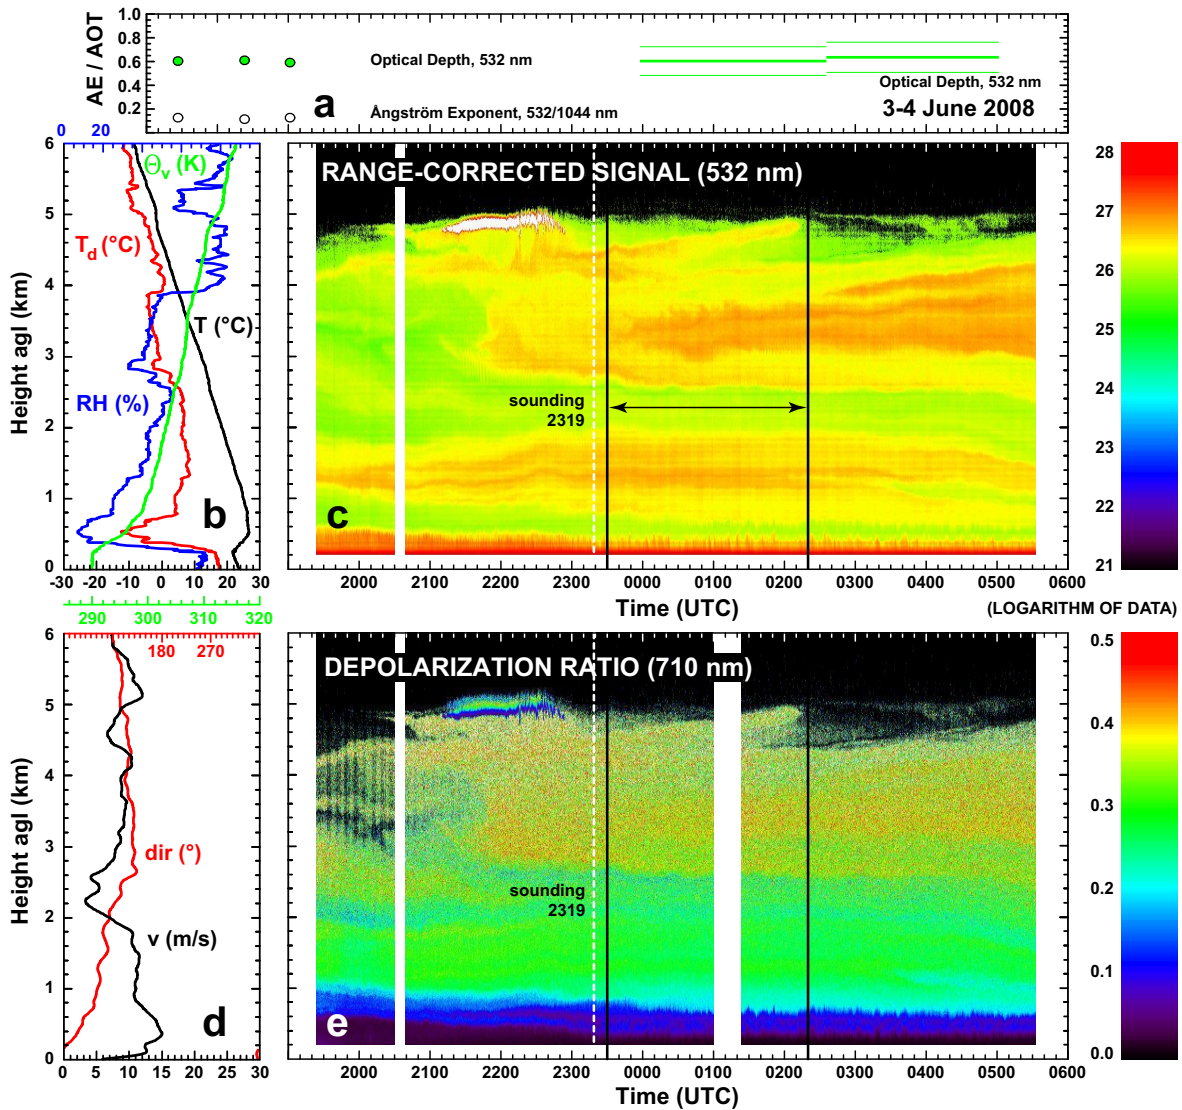 AE / AOT
1.0
0.8
0.6
0.4
0.2
Optical Depth, 532 nm
Ångström Exponent, 532/1044 nm
a
Optical Depth, 532 nm
3-4 June 2008
0 20
Height agl (km)
6
5
4
3
2
1
0
Θv (K)
Td (°C)
T (°C)
RH (%)
b
-30 -20 -10 0 10 20 30
290 300 310 320
RANGE-CORRECTED SIGNAL (532 nm)
sounding
2319
c
2000 2100 2200 2300 0000 0100 0200 0300 0400 0500 0600
Time (UTC)
28
27
26
25
24
23
22
21
(LOGARITHM OF DATA)
Height agl (km)
6
5
4
3
2
1
0
180 270
dir (°)
v (m/s)
d
0 5 10 15 20 25 30
DEPOLARIZATION RATIO (710 nm)
sounding
2319
e
2000 2100 2200 2300 0000 0100 0200 0300 0400 0500 0600
Time (UTC)
0.5
0.4
0.3
0.2
0.1
0.0